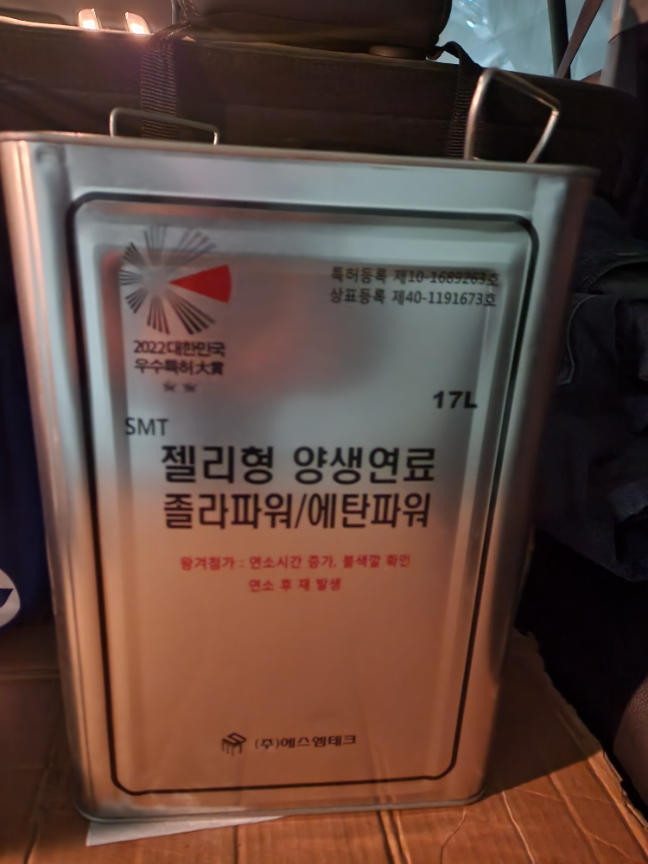 특허등록 제10-1689263호
상표등록 제40-1191673호
2022대한민국
우수특허大賞
17L
SMT
젤리형 양생연료
졸라파워/에탄파워
왕겨첨가 : 연소시간 증가, 불색깔 확인
연소 후 재 발생
(주)에스엠테크